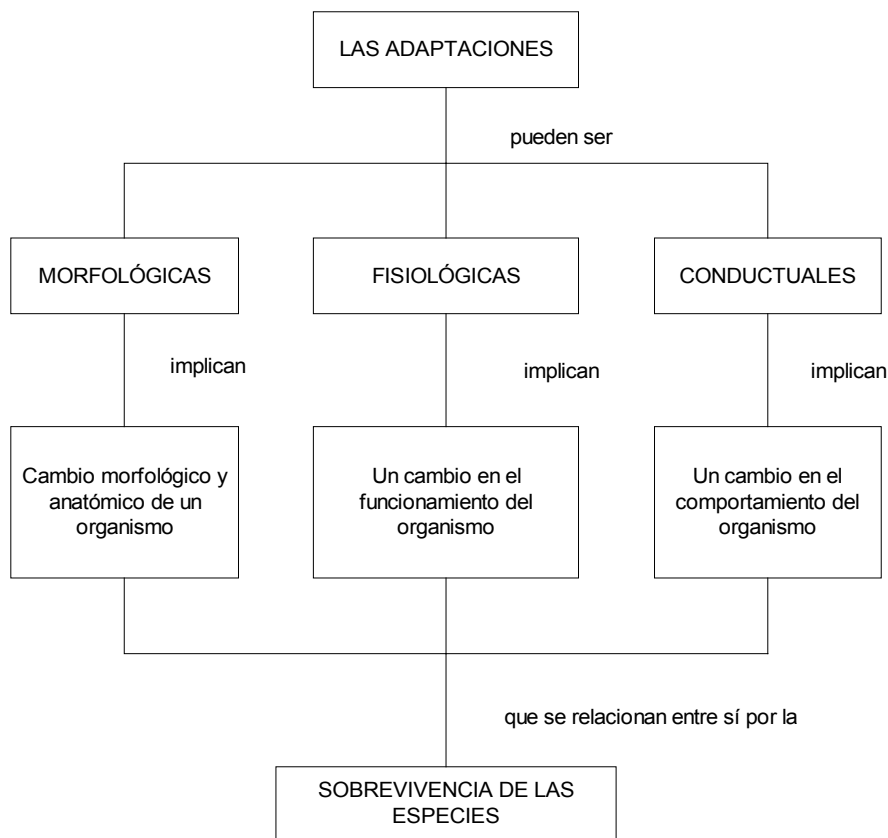 LAS ADAPTACIONES
pueden ser
MORFOLÓGICAS
FISIOLÓGICAS
CONDUCTUALES
implican
implican
implican
Cambio morfológico y
anatómico de un
organismo
Un cambio en el
funcionamiento del
organismo
Un cambio en el
comportamiento del
organismo
que se relacionan entre sí por la
SOBREVIVENCIA DE LAS
ESPECIES